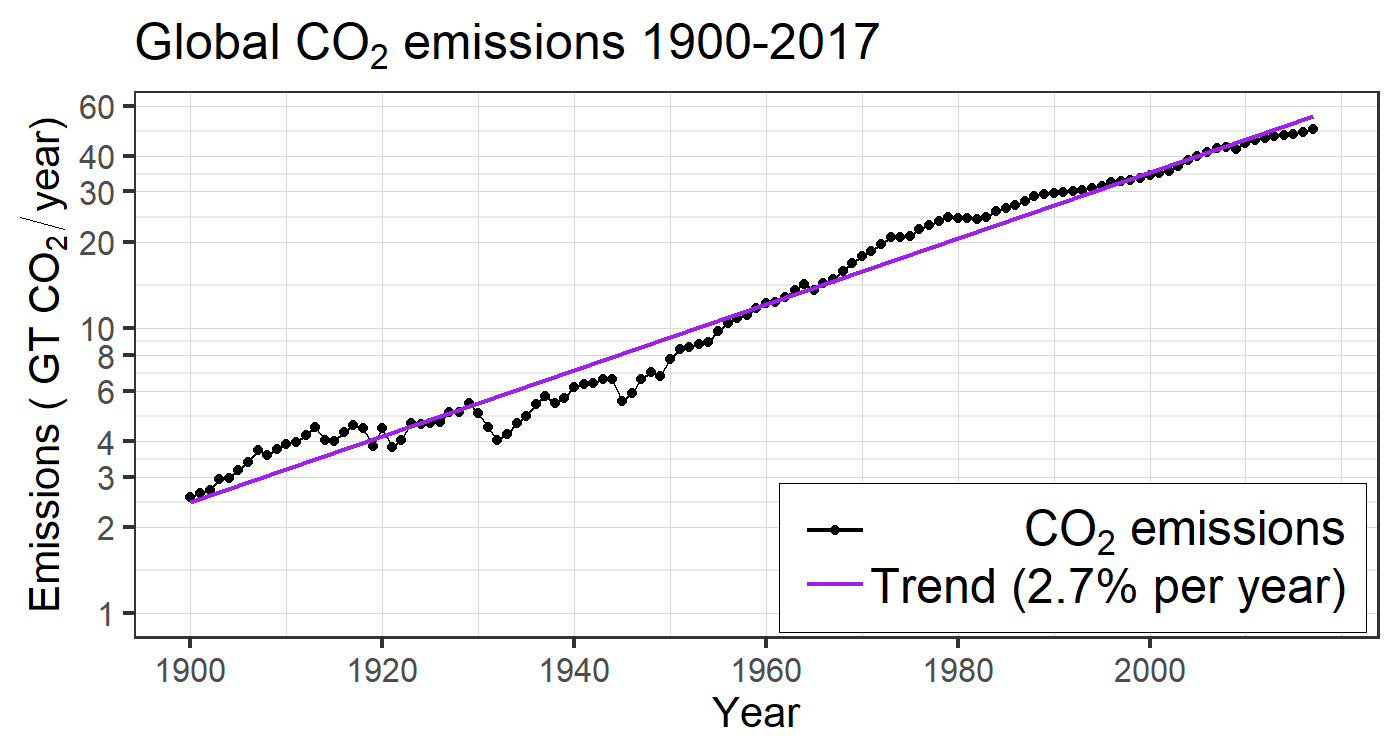 Global CO₂ emissions 1900-2017
Emissions ( GT CO₂/ year)
60
40
30
20
10
8
6
4
3
2
1
CO₂ emissions
Trend (2.7% per year)
1900 1920 1940 1960 1980 2000
Year